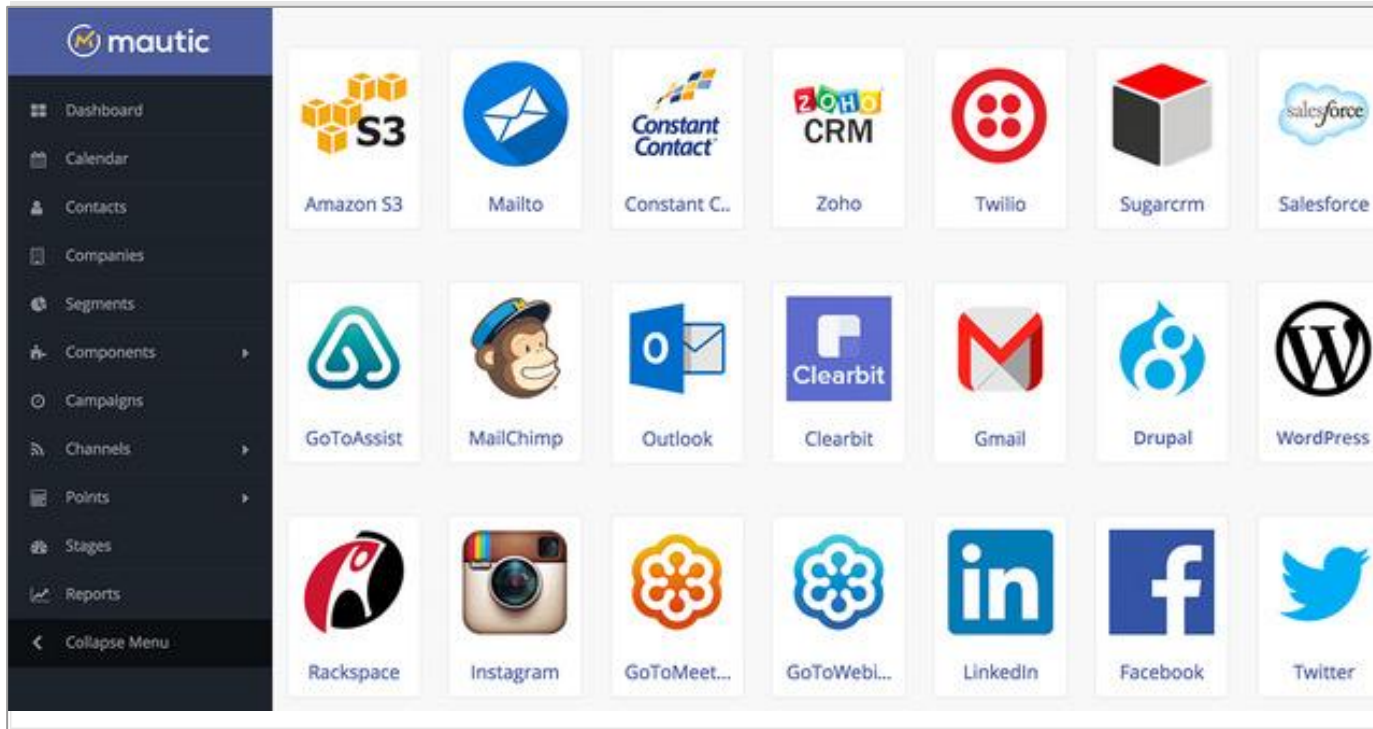 mautic
Dashboard
Calendar
Contacts
Companies
Segments
Components
Campaigns
Channels
Points
Stages
Reports
Collapse Menu
S3
Constant
Contact
ZOHO
CRM
salesforce
Amazon S3
Mailto
Constant C..
Zoho
Twilio
Sugarcrm
Salesforce
O
Clearbit
GoToAssist
MailChimp
Outlook
Clearbit
Gmail
Drupal
WordPress
in
f
Rackspace
Instagram
GoToMeet...
GoToWebi...
LinkedIn
Facebook
Twitter